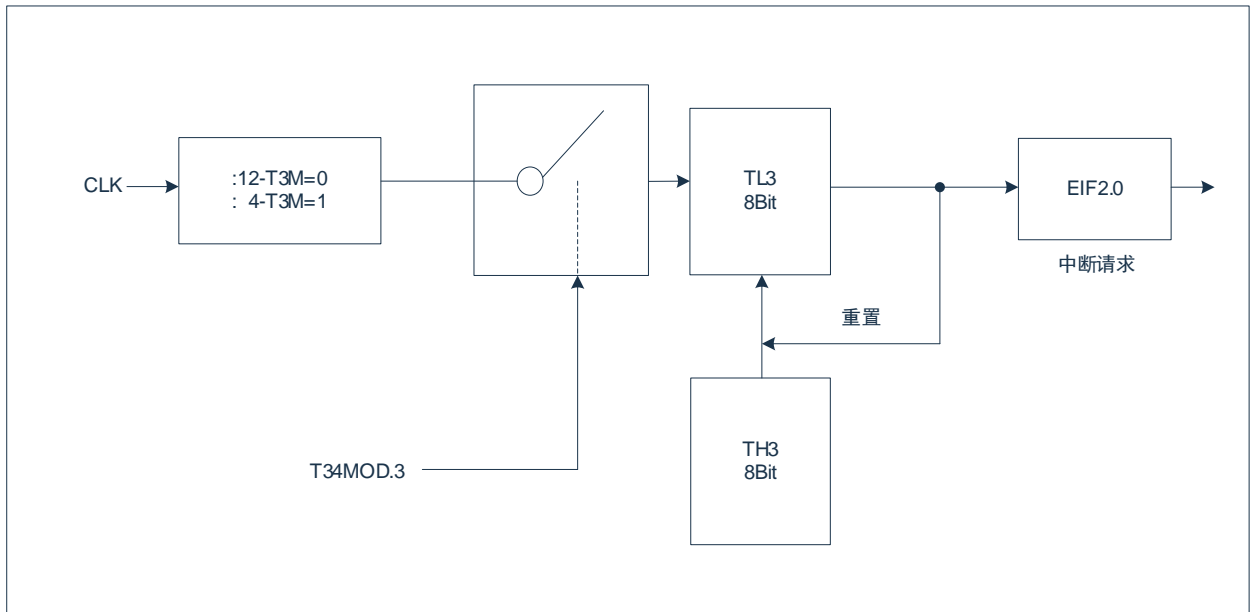 CLK
:12-T3M=0
: 4-T3M=1
TL3
8Bit
EIF2.0
中断请求
重置
TH3
8Bit
T34MOD.3